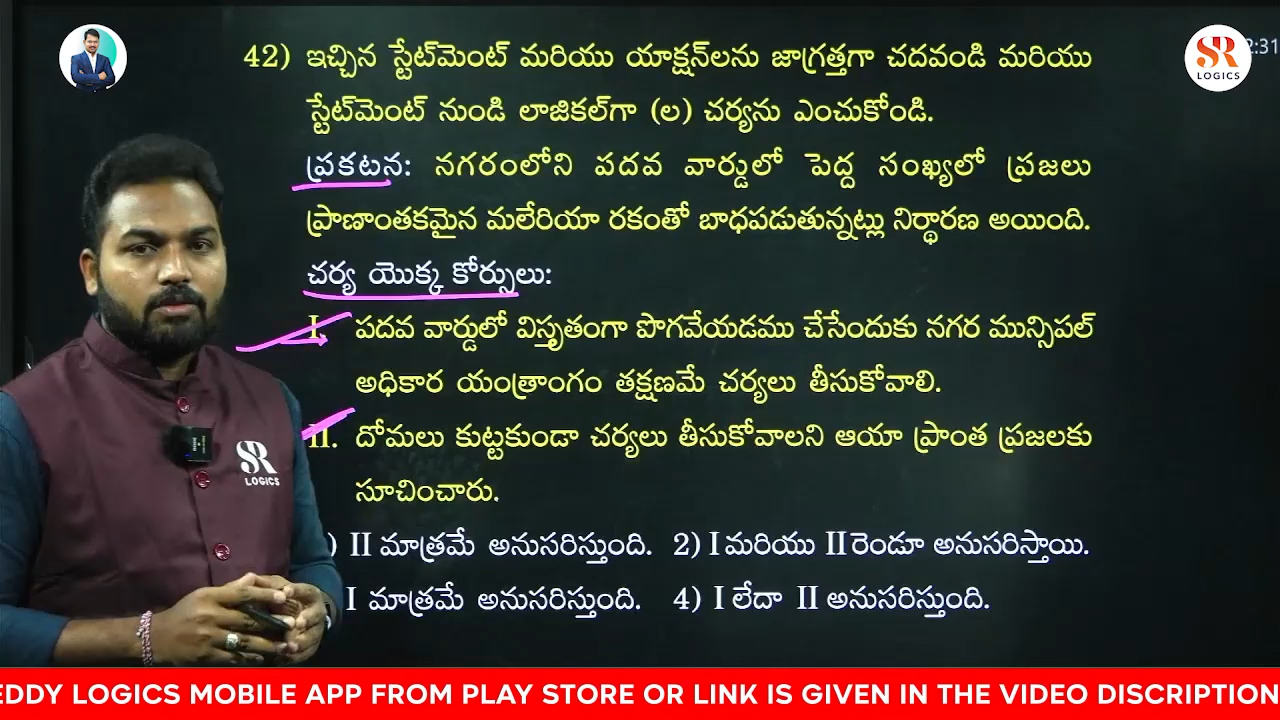 SR
LOGICS
2:31
42) ఇచ్చిన స్టేట్‌మెంట్ మరియు యాక్షన్‌లను జాగ్రత్తగా చదవండి మరియు
స్టేట్‌మెంట్ నుండి లాజికల్‌గా (ల) చర్యను ఎంచుకోండి.
ప్రకటన: నగరంలోని పదవ వార్డులో పెద్ద సంఖ్యలో ప్రజలు
ప్రాణాంతకమైన మలేరియా రకంతో బాధపడుతున్నట్లు నిర్ధారణ అయింది.
చర్య యొక్క కోర్సులు:
I. పదవ వార్డులో విస్తృతంగా పొగవేయడము చేసేందుకు నగర మున్సిపల్
అధికార యంత్రాంగం తక్షణమే చర్యలు తీసుకోవాలి.
II. దోమలు కుట్టకుండా చర్యలు తీసుకోవాలని ఆయా ప్రాంత ప్రజలకు
సూచించారు.
) II మాత్రమే అనుసరిస్తుంది. 2) I మరియు II రెండూ అనుసరిస్తాయి.
I మాత్రమే అనుసరిస్తుంది. 4) I లేదా II అనుసరిస్తుంది.
SR
LOGICS
EDDY LOGICS MOBILE APP FROM PLAY STORE OR LINK IS GIVEN IN THE VIDEO DISCRIPTION